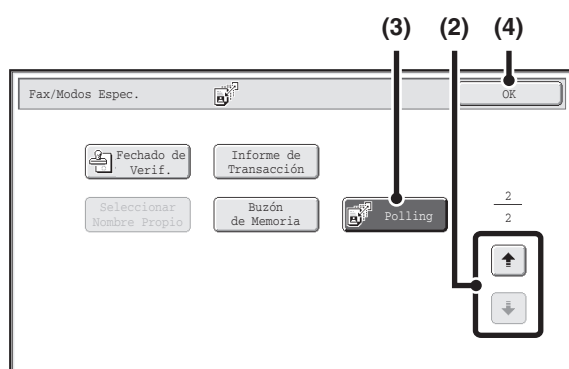 (3) (2) (4)
Fax/Modos Espec.
OK
Fechado de
Verif.
Informe de
Transacción
Seleccionar
Nombre Propio
Buzón
de Memoria
Polling
2
2